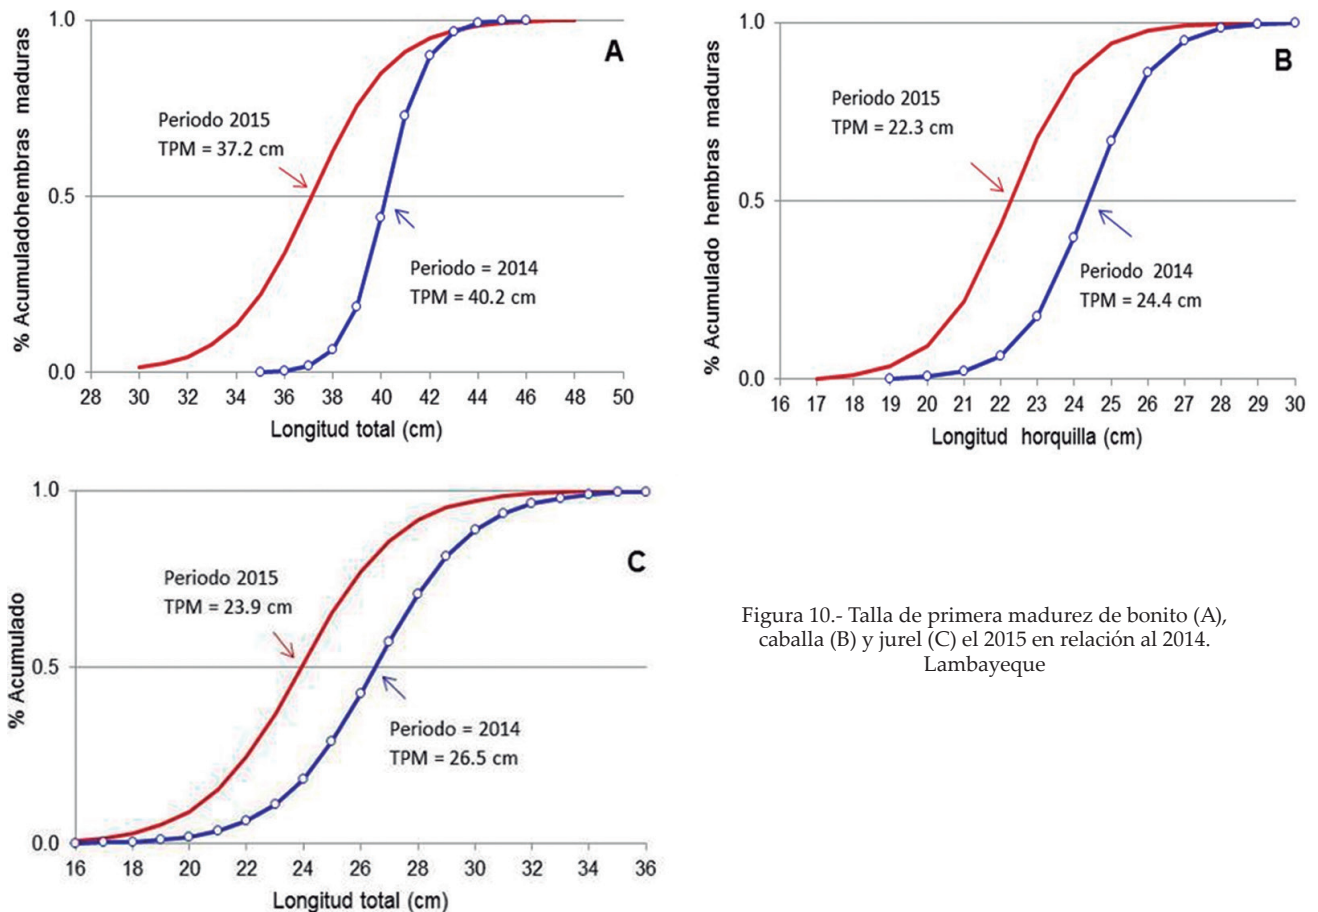 % Acumuladohembras maduras
1.0
0.5
0.0
A
Periodo 2015
TPM = 37.2 cm
Periodo = 2014
TPM = 40.2 cm
28 30 32 34 36 38 40 42 44 46 48 50
Longitud total (cm)
% Acumulado hembras maduras
1.0
0.5
0.0
B
Periodo 2015
TPM = 22.3 cm
Periodo 2014
TPM = 24.4 cm
16 17 18 19 20 21 22 23 24 25 26 27 28 29 30
Longitud horquilla (cm)
% Acumulado
1.0
0.5
0.0
C
Periodo 2015
TPM = 23.9 cm
Periodo = 2014
TPM = 26.5 cm
16 18 20 22 24 26 28 30 32 34 36
Longitud total (cm)
Figura 10.- Talla de primera madurez de bonito (A),
caballa (B) y jurel (C) el 2015 en relación al 2014.
Lambayeque